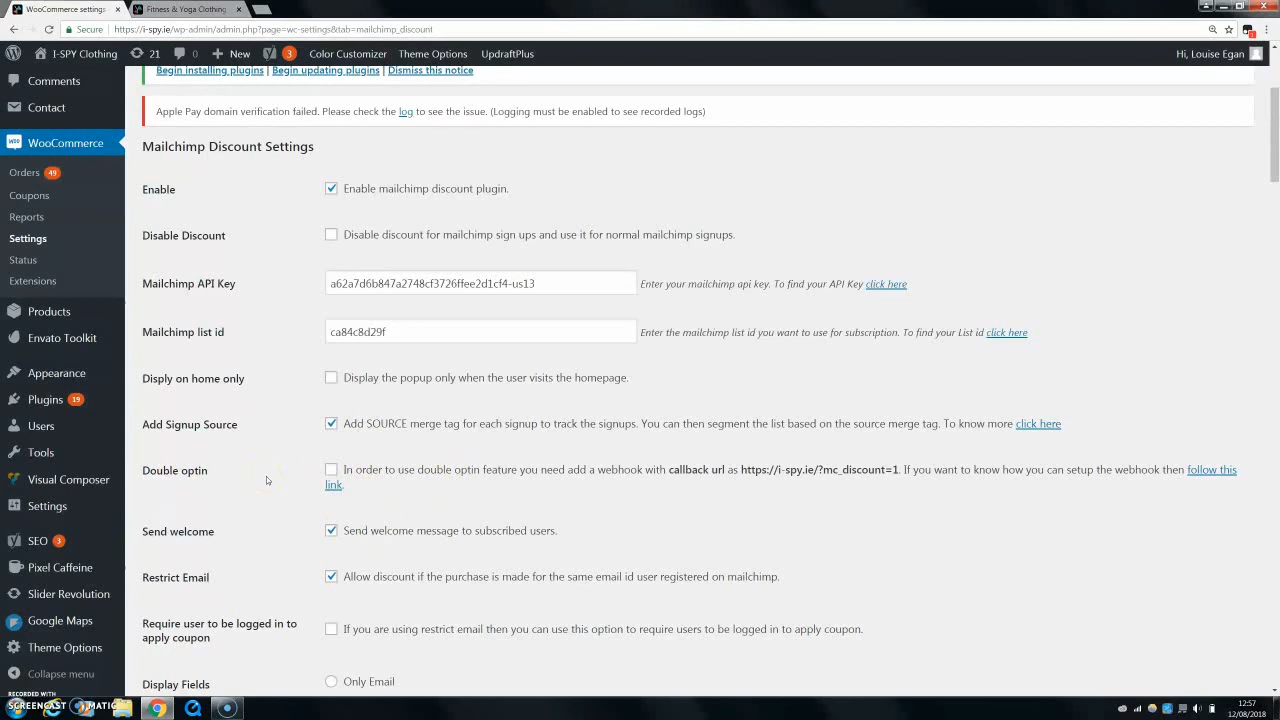 WooCommerce settings
Fitness & Yoga Clothing
Secure
https://i-spy.ie/wp-admin/admin.php?page=wc-settings&tab=mailchimp_discount
I-SPY Clothing
21
0
New
3
Color Customizer
Theme Options
UpdraftPlus
Hi, Louise Egan
Comments
Contact
WooCommerce
Orders 49
Coupons
Reports
Settings
Status
Extensions
Products
Envato Toolkit
Appearance
Plugins 19
Users
Tools
Visual Composer
Settings
SEO 3
Pixel Caffeine
Slider Revolution
Google Maps
Theme Options
Collapse menu
Begin installing plugins | Begin updating plugins | Dismiss this notice
Apple Pay domain verification failed. Please check the log to see the issue. (Logging must be enabled to see recorded logs)
Mailchimp Discount Settings
Enable
Enable mailchimp discount plugin.
Disable Discount
Disable discount for mailchimp sign ups and use it for normal mailchimp signups.
Mailchimp API Key
a62a7d6b847a2748cf3726ffee2d1cf4-us13
Enter your mailchimp api key. To find your API Key click here
Mailchimp list id
ca84c8d29f
Enter the mailchimp list id you want to use for subscription. To find your List id click here
Disply on home only
Display the popup only when the user visits the homepage.
Add Signup Source
Add SOURCE merge tag for each signup to track the signups. You can then segment the list based on the source merge tag. To know more click here
Double optin
In order to use double optin feature you need add a webhook with callback url as https://i-spy.ie/?mc_discount=1. If you want to know how you can setup the webhook then follow this
link.
Send welcome
Send welcome message to subscribed users.
Restrict Email
Allow discount if the purchase is made for the same email id user registered on mailchimp.
Require user to be logged in to
apply coupon
If you are using restrict email then you can use this option to require users to be logged in to apply coupon.
Display Fields
Only Email
RECORDED WITH
SCREENCAST MATIC
12:57
12/08/2018